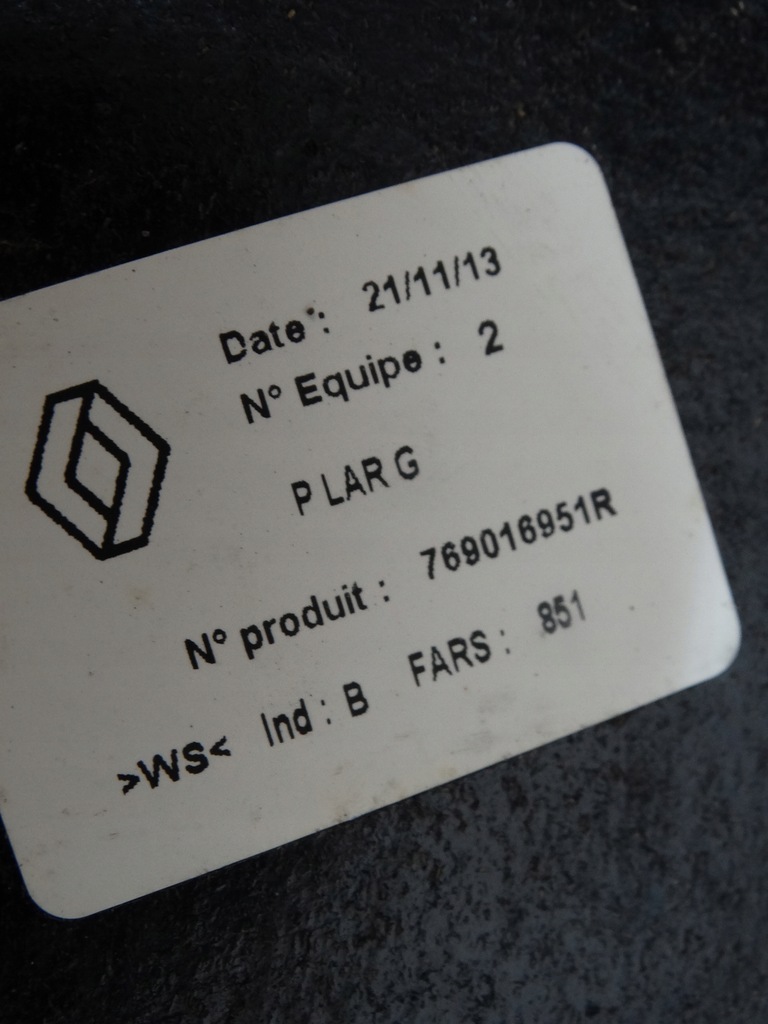 Date : 21/11/13
N° Equipe : 2
P LAR G
N° produit : 769016951R
>WS< Ind : B FARS : 851